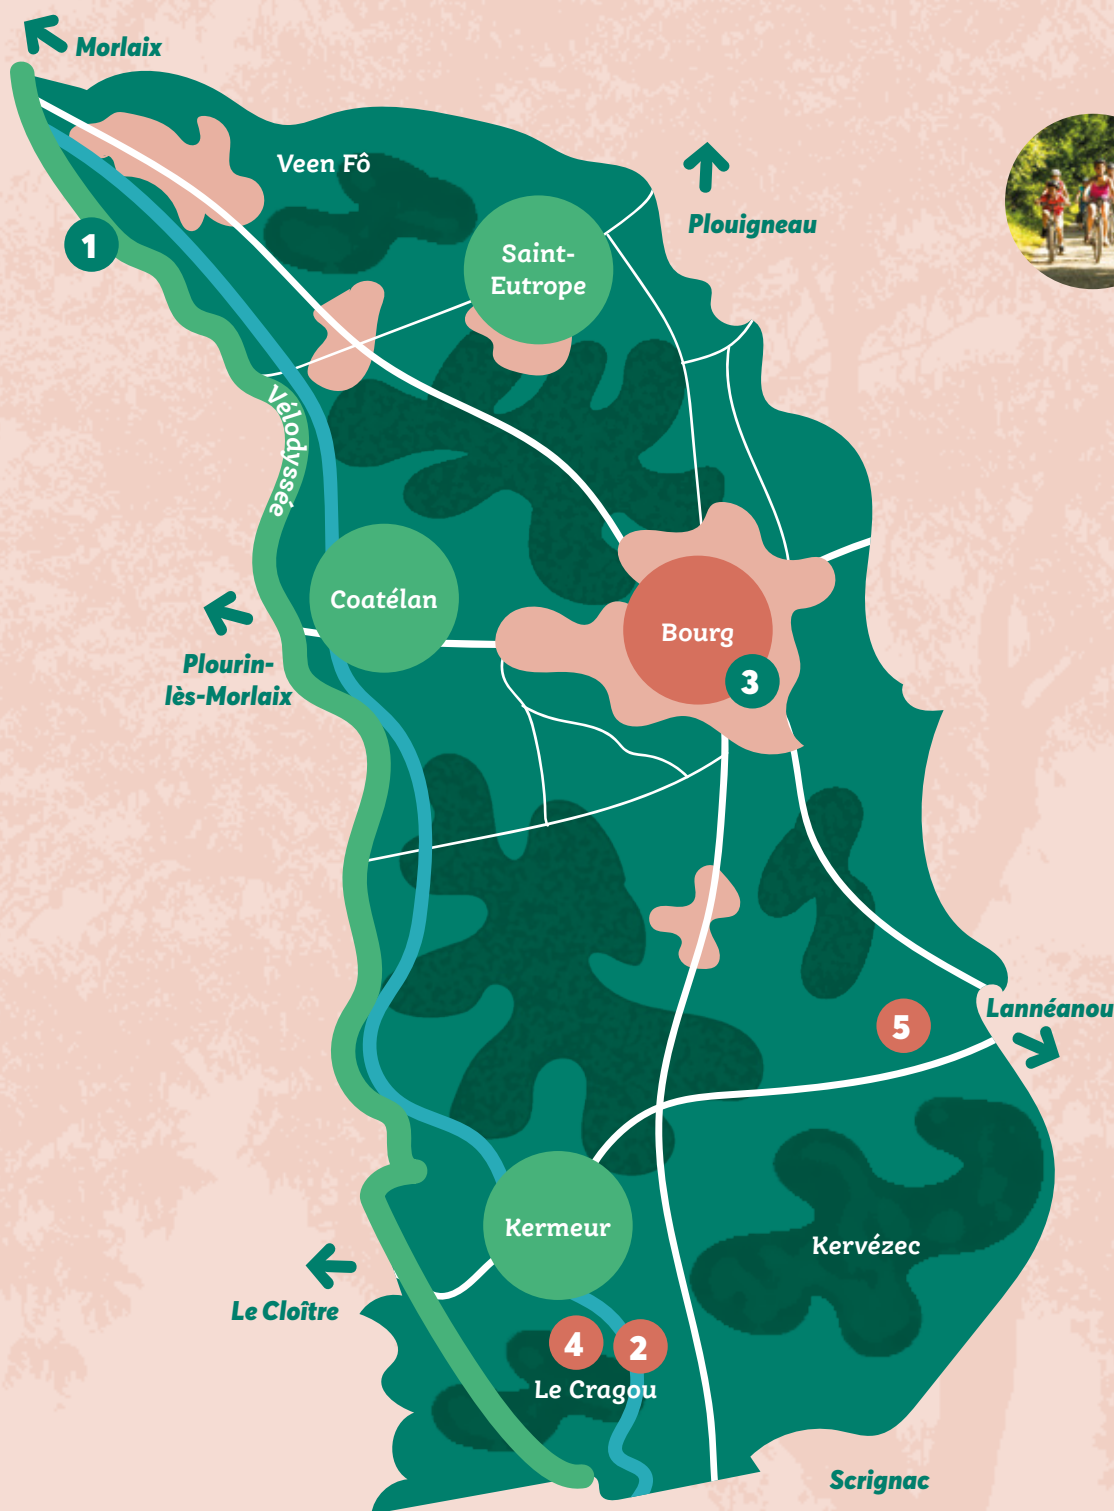 Morlaix
Veen Fô
Plouigneau
1
Saint-
Eutrope
Vélodyssée
Coatélan
Bourg
3
Plourin-
lès-Morlaix
Lannéanou
5
Kermeur
Kervézec
Le Cloître
4
2
Le Cragou
Scrignac